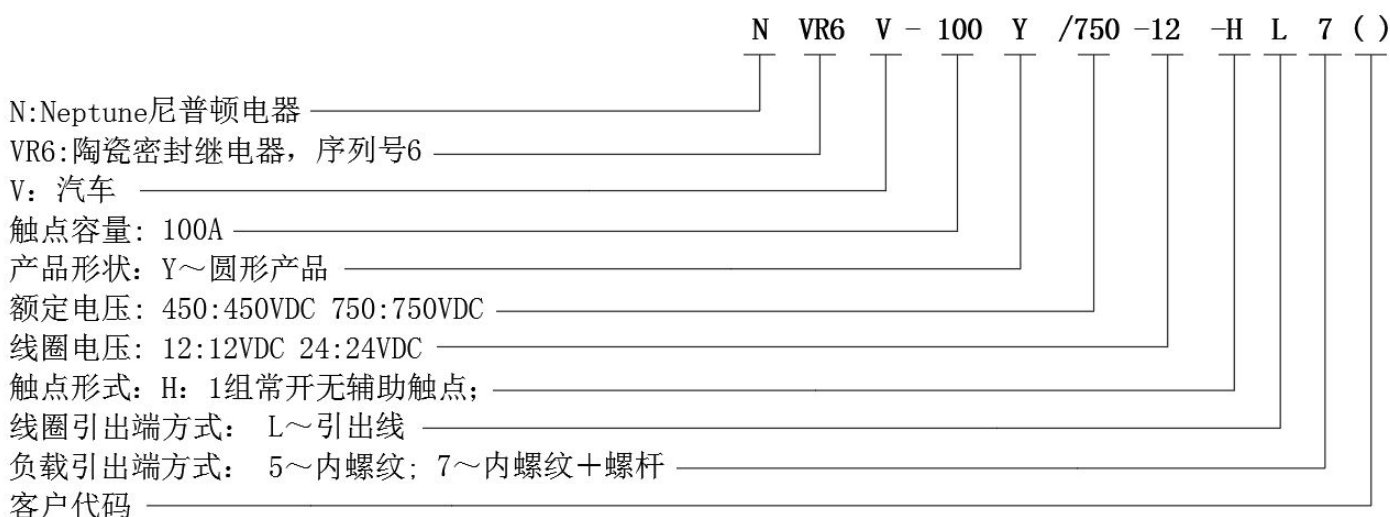 N VR6 V - 100 Y /750 -12 -H L 7 ( )
N:Neptune尼普顿电器
VR6:陶瓷密封继电器，序列号6
V：汽车
触点容量: 100A
产品形状：Y～圆形产品
额定电压: 450:450VDC 750:750VDC
线圈电压: 12:12VDC 24:24VDC
触点形式：H：1组常开无辅助触点；
线圈引出端方式： L～引出线
负载引出端方式： 5～内螺纹; 7～内螺纹＋螺杆
客户代码